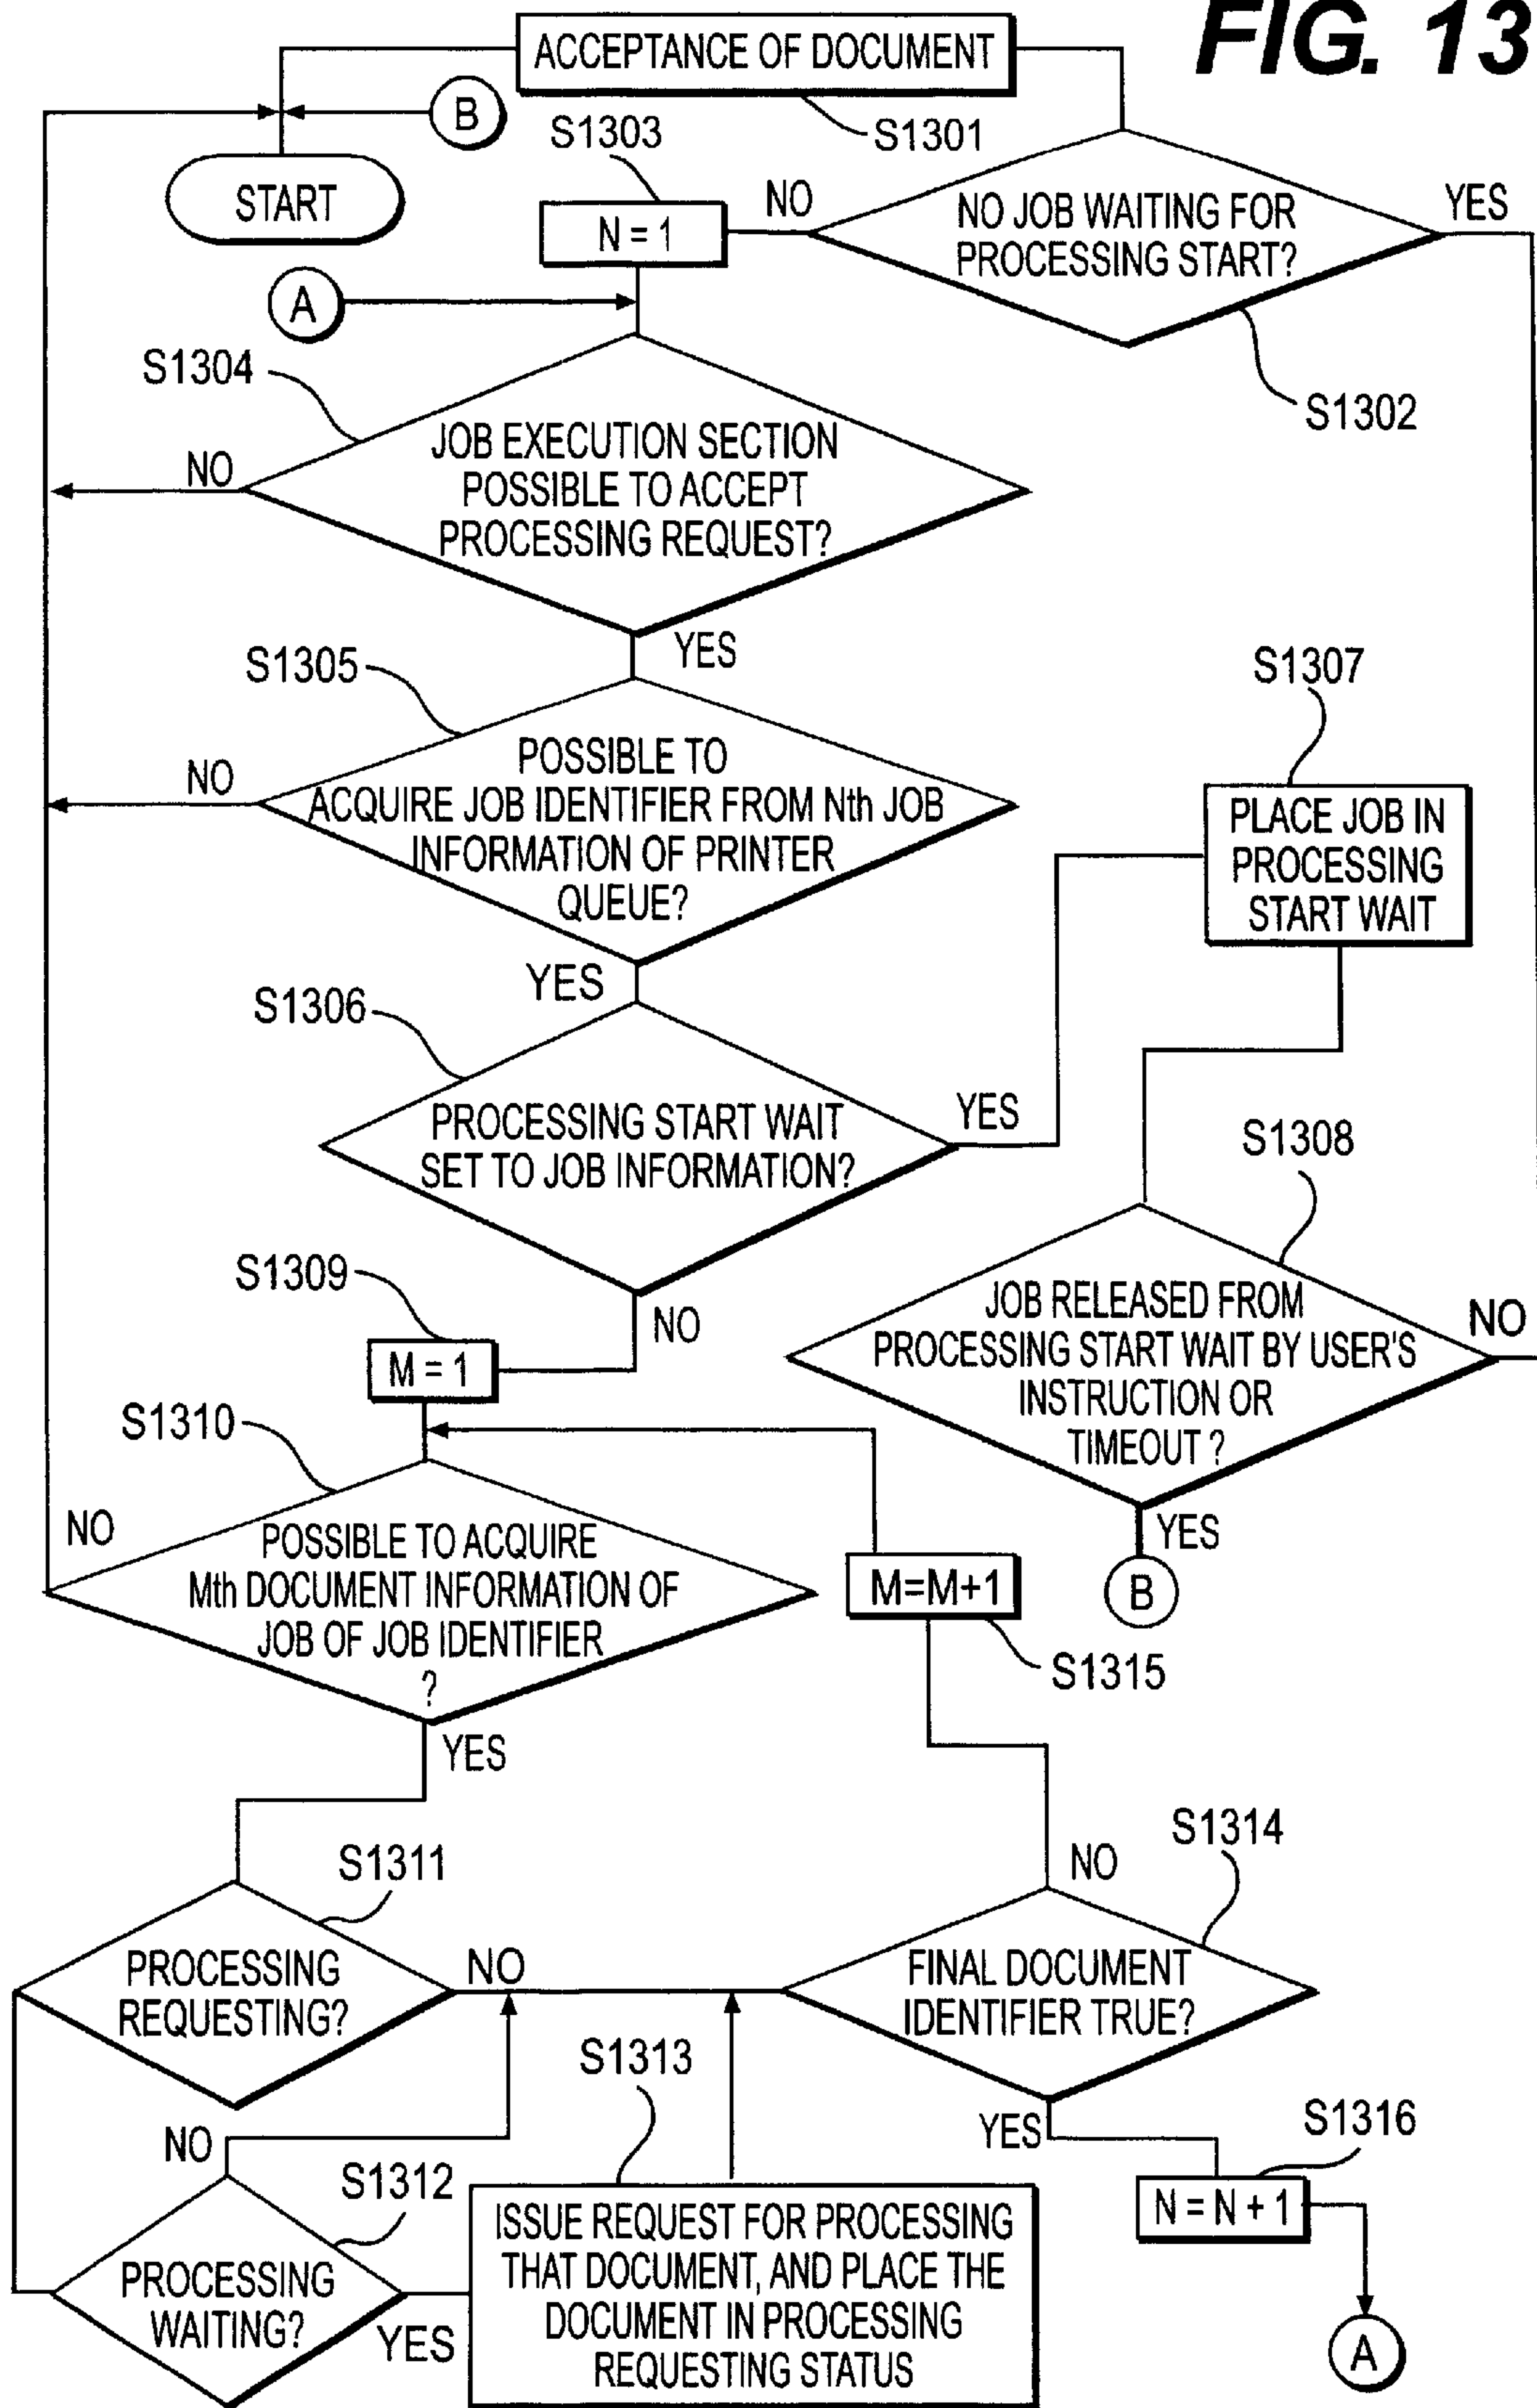 FIG. 13
ACCEPTANCE OF DOCUMENT
B
S1303
S1301
START
N = 1
NO
NO JOB WAITING FOR
PROCESSING START?
YES
A
S1304
S1302
JOB EXECUTION SECTION
POSSIBLE TO ACCEPT
PROCESSING REQUEST?
NO
YES
S1305
S1307
POSSIBLE TO
ACQUIRE JOB IDENTIFIER FROM Nth JOB
INFORMATION OF PRINTER
QUEUE?
NO
PLACE JOB IN
PROCESSING
START WAIT
YES
S1306
PROCESSING START WAIT
SET TO JOB INFORMATION?
YES
S1308
S1309
NO
JOB RELEASED FROM
PROCESSING START WAIT BY USER'S
INSTRUCTION OR
TIMEOUT ?
NO
M = 1
S1310
YES
B
NO
POSSIBLE TO ACQUIRE
Mth DOCUMENT INFORMATION OF
JOB OF JOB IDENTIFIER
?
M=M+1
S1315
YES
S1314
S1311
NO
PROCESSING
REQUESTING?
NO
FINAL DOCUMENT
IDENTIFIER TRUE?
S1313
NO
YES
S1316
S1312
N = N + 1
PROCESSING
WAITING?
YES
ISSUE REQUEST FOR PROCESSING
THAT DOCUMENT, AND PLACE THE
DOCUMENT IN PROCESSING
REQUESTING STATUS
A